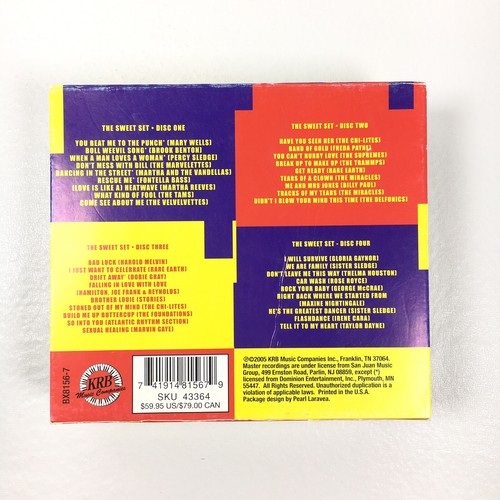 THE SWEET SET • DISC ONE
YOU BEAT ME TO THE PUNCH* (MARY WELLS)
BOLL WEEVIL SONG* (BROOK BENTON)
WHEN A MAN LOVES A WOMAN* (PERCY SLEDGE)
DON'T MESS WITH BILL (THE MARVELETTES)
DANCING IN THE STREET* (MARTHA AND THE VANDELLAS)
RESCUE ME* (FONTELLA BASS)
(LOVE IS LIKE A) HEATWAVE (MARTHA REEVES)
WHAT KIND OF FOOL (THE TAMS)
COME SEE ABOUT ME (THE VELVELETTES)
THE SWEET SET • DISC TWO
HAVE YOU SEEN HER (THE CHI-LITES)
BAND OF GOLD (FREDA PAYNE)
YOU CAN'T HURRY LOVE (THE SUPREMES)
BREAK UP TO MAKE UP (THE TRAMMPS)
GET READY (RARE EARTH)
TEARS OF A CLOWN (THE MIRACLES)
ME AND MRS JONES (BILLY PAUL)
TRACKS OF MY TEARS (THE MIRACLES)
DIDN'T I BLOW YOUR MIND THIS TIME (THE DELFONICS)
THE SWEET SET • DISC THREE
BAD LUCK (HAROLD MELVIN)
I JUST WANT TO CELEBRATE (RARE EARTH)
DRIFT AWAY* (DOBIE GRAY)
FALLING IN LOVE WITH LOVE
(HAMILTON, JOE FRANK & REYNOLDS)
BROTHER LOUIE (STORIES)
STONED OUT OF MY MIND (THE CHI-LITES)
BUILD ME UP BUTTERCUP (THE FOUNDATIONS)
SO INTO YOU (ATLANTIC RHYTHM SECTION)
SEXUAL HEALING (MARVIN GAYE)
THE SWEET SET • DISC FOUR
I WILL SURVIVE (GLORIA GAYNOR)
WE ARE FAMILY (SISTER SLEDGE)
DON'T LEAVE ME THIS WAY (THELMA HOUSTON)
CAR WASH (ROSE ROYCE)
ROCK YOUR BABY (GEORGE McCRAE)
RIGHT BACK WHERE WE STARTED FROM
(MAXINE NIGHTINGALE)
HE'S THE GREATEST DANCER (SISTER SLEDGE)
FLASHDANCE (IRENE CARA)
TELL IT TO MY HEART (TAYLOR DAYNE)
BX8156-7
KRB
Music Companies
7 41914 81567 9
SKU 43364
$59.95 US/$79.00 CAN
℗©2005 KRB Music Companies Inc., Franklin, TN 37064.
Master recordings are under license from San Juan Music
Group, 499 Ernston Road, Parlin, NJ 08859, except (*)
licensed from Dominion Entertainment, Inc., Plymouth, MN
55447. All Rights Reserved. Unauthorized duplication is a
violation of applicable laws. Printed in the U.S.A.
Package design by Pearl Laravea.